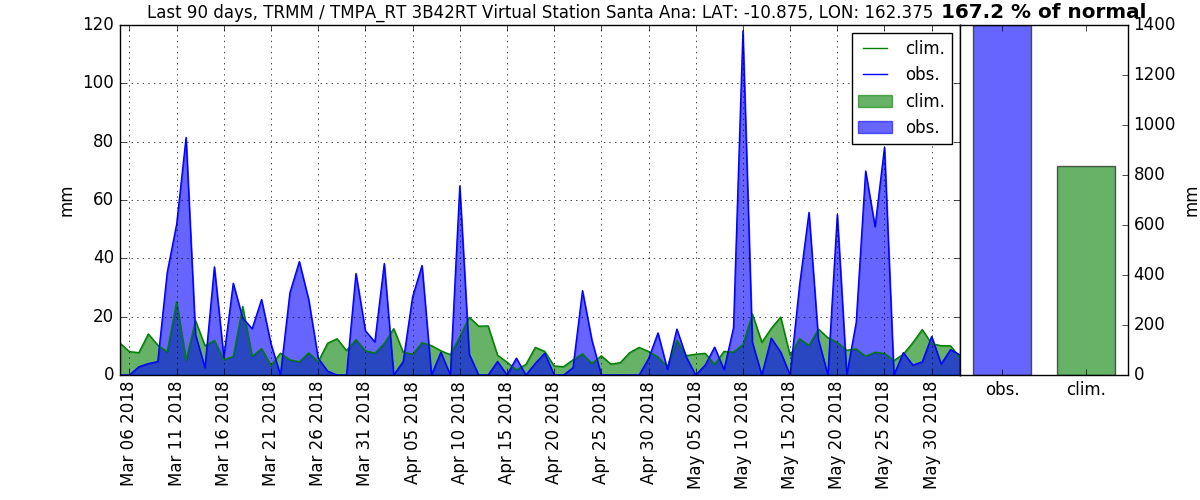 Last 90 days, TRMM / TMPA_RT 3B42RT Virtual Station Santa Ana: LAT: -10.875, LON: 162.375 167.2 % of normal
120
100
80
60
40
20
0
mm
clim.
obs.
clim.
obs.
1400
1200
1000
800
600
400
200
0
mm
obs.
clim.
Mar 06 2018
Mar 11 2018
Mar 16 2018
Mar 21 2018
Mar 26 2018
Mar 31 2018
Apr 05 2018
Apr 10 2018
Apr 15 2018
Apr 20 2018
Apr 25 2018
Apr 30 2018
May 05 2018
May 10 2018
May 15 2018
May 20 2018
May 25 2018
May 30 2018